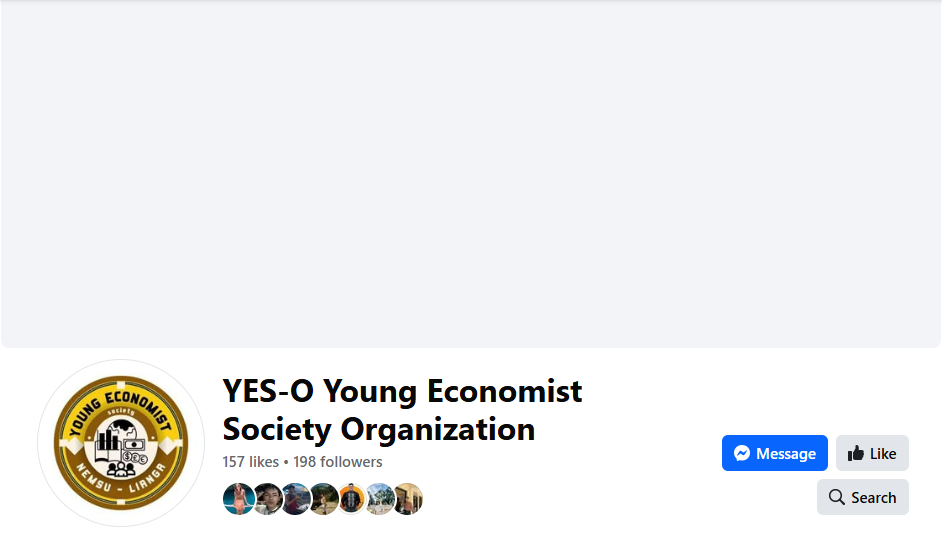 YES-O Young Economist
Society Organization
157 likes • 198 followers
Message
Like
Search
YOUNG ECONOMIST
society
NEMSU - LIANGA